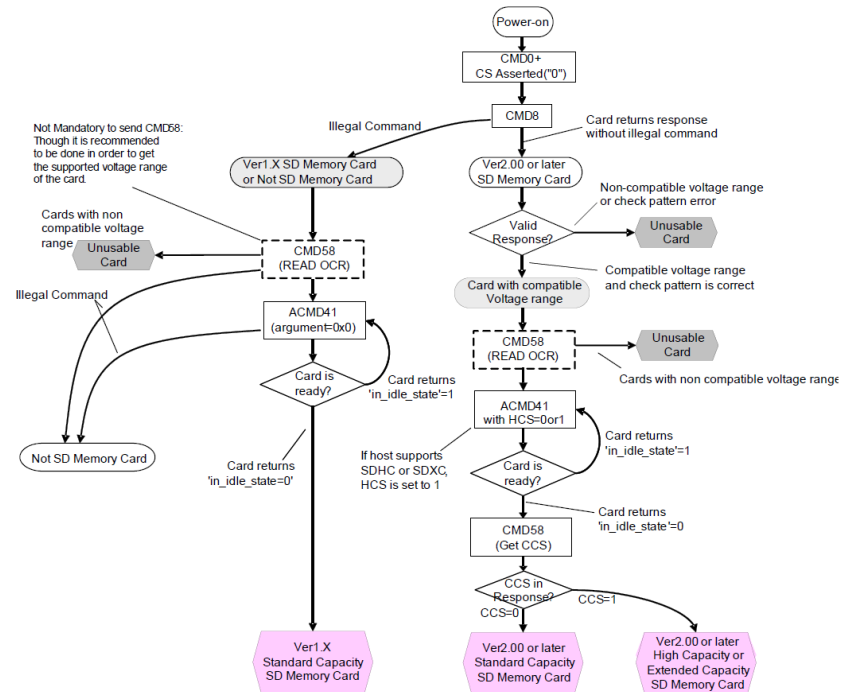 Power-on
CMD0+
CS Asserted("0")
CMD8
Illegal Command
Card returns response
without illegal command
Not Mandatory to send CMD58:
Though it is recommended
to be done in order to get
the supported voltage range
of the card.
Ver1.X SD Memory Card
or Not SD Memory Card
Ver2.00 or later
SD Memory Card
Non-compatible voltage range
or check pattern error
Cards with non
compatible voltage
range
Unusable
Card
CMD58
(READ OCR)
Valid
Response?
Unusable
Card
Compatible voltage range
and check pattern is correct
Card with compatible
Voltage range
Illegal Command
ACMD41
(argument=0x0)
CMD58
(READ OCR)
Unusable
Card
Cards with non compatible voltage range
Card is
ready?
Card returns
'in_idle_state'=1
ACMD41
with HCS=0or1
If host supports
SDHC or SDXC,
HCS is set to 1
Card returns
'in_idle_state'=1
Not SD Memory Card
Card returns
'in_idle_state=0'
Card is
ready?
Card returns
'in_idle_state'=0
CMD58
(Get CCS)
CCS in
Response?
CCS=0
CCS=1
Ver1.X
Standard Capacity
SD Memory Card
Ver2.00 or later
Standard Capacity
SD Memory Card
Ver2.00 or later
High Capacity or
Extended Capacity
SD Memory Card